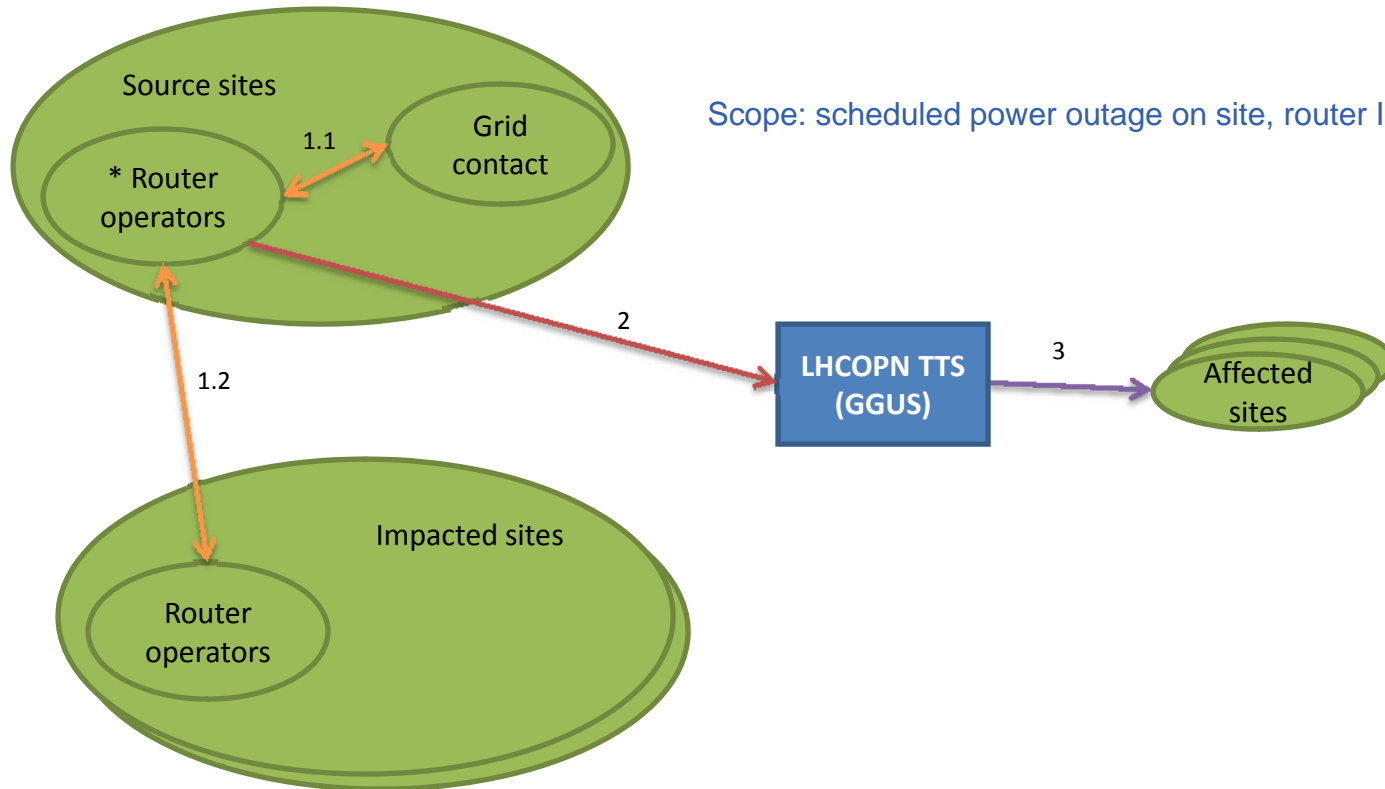 Source sites
Scope: scheduled power outage on site, router I
1.1
Grid
contact
* Router
operators
2
1.2
LHCOPN TTS
(GGUS)
3
Affected
sites
Impacted sites
Router
operators